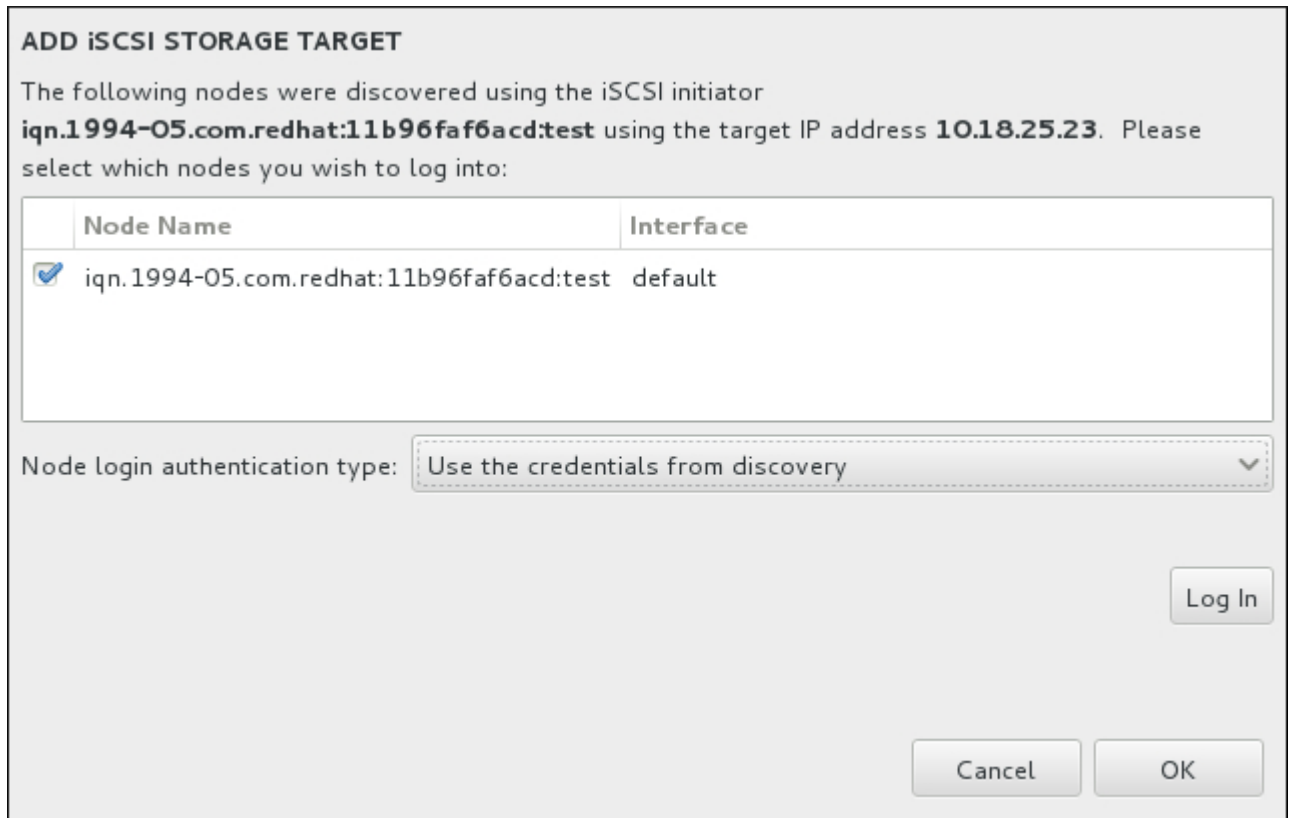 ADD iSCSI STORAGE TARGET
The following nodes were discovered using the iSCSI initiator
iqn.1994-05.com.redhat:11b96faf6acd:test using the target IP address 10.18.25.23. Please
select which nodes you wish to log into:
Node Name Interface
iqn.1994-05.com.redhat:11b96faf6acd:test default
Node login authentication type: Use the credentials from discovery
Log In
Cancel OK